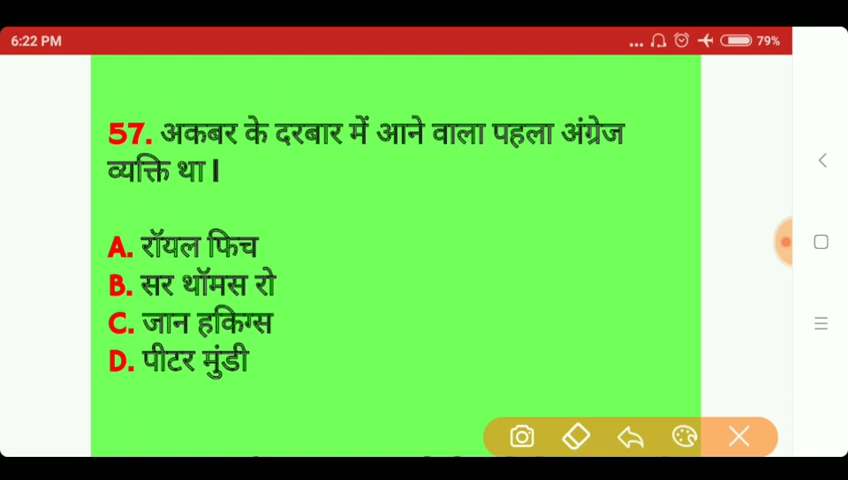 6:22 PM
79%
57. अकबर के दरबार में आने वाला पहला अंग्रेज
व्यक्ति था।
A. रॉयल फिच
B. सर थॉमस रो
C. जान हकिग्स
D. पीटर मुंडी